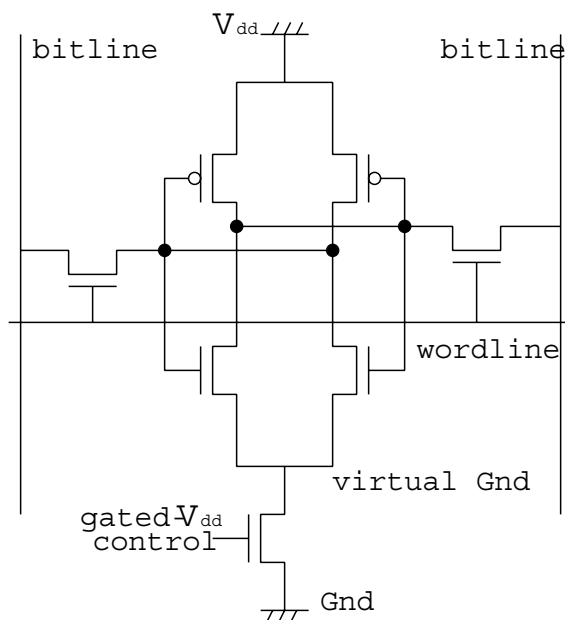 Vdd
bitline
bitline
wordline
virtual Gnd
gated-Vdd
control
Gnd